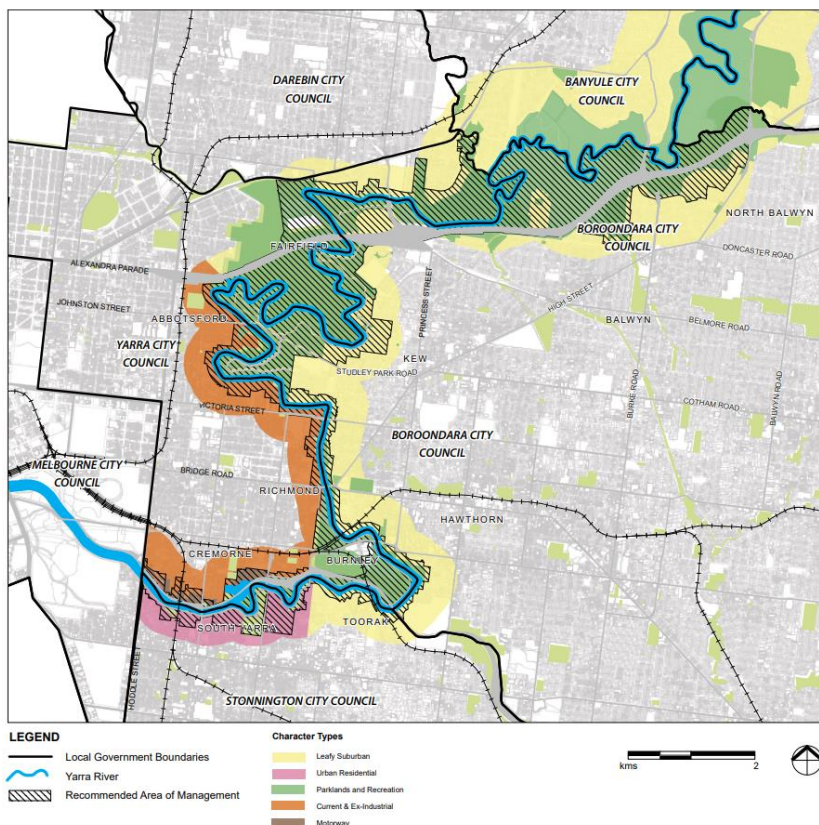 DAREBIN CITY
COUNCIL
BANYULE CITY
COUNCIL
NORTH BALWYN
BOROONDARA CITY
COUNCIL
DONCASTER ROAD
FAIRFIELD
ALEXANDRA PARADE
HIGH STREET
PRINCESS STREET
JOHNSTON STREET
ABBOTSFORD
BALWYN
BELMORE ROAD
YARRA CITY
COUNCIL
KEW
STUDLEY PARK ROAD
BURKE ROAD
BALWYN ROAD
COTHAM ROAD
VICTORIA STREET
BOROONDARA CITY
COUNCIL
MELBOURNE CITY
COUNCIL
BRIDGE ROAD
RICHMOND
HAWTHORN
CREMORNE
BURNLEY
SOUTH YARRA
TOORAK
HODDLE STREET
STONNINGTON CITY COUNCIL
LEGEND
Local Government Boundaries
Yarra River
Recommended Area of Management
Character Types
Leafy Suburban
Urban Residential
Parklands and Recreation
Current & Ex-Industrial
Motorway
kms 2